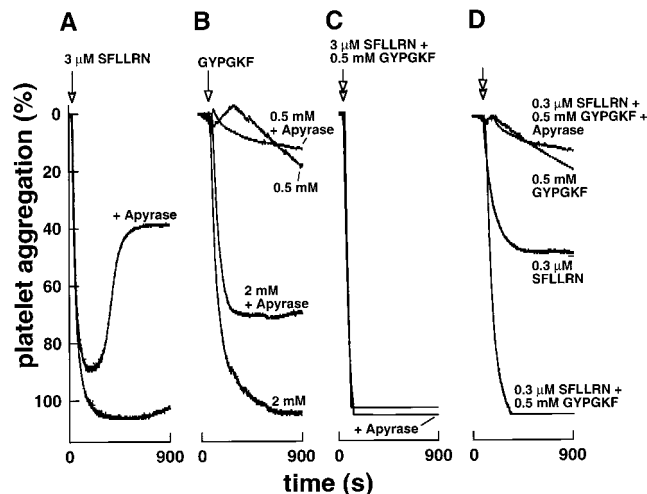 A
B
C
D
3 μM SFLLRN
GYPGKF
3 μM SFLLRN +
0.5 mM GYPGKF
platelet aggregation (%)
0
20
40
60
80
100
+ Apyrase
0.5 mM
+ Apyrase
0.5 mM
2 mM
+ Apyrase
2 mM
+ Apyrase
0.3 μM SFLLRN +
0.5 mM GYPGKF +
Apyrase
0.5 mM
GYPGKF
0.3 μM
SFLLRN
0.3 μM SFLLRN +
0.5 mM GYPGKF
0
900
0
900
0
900
0
900
time (s)